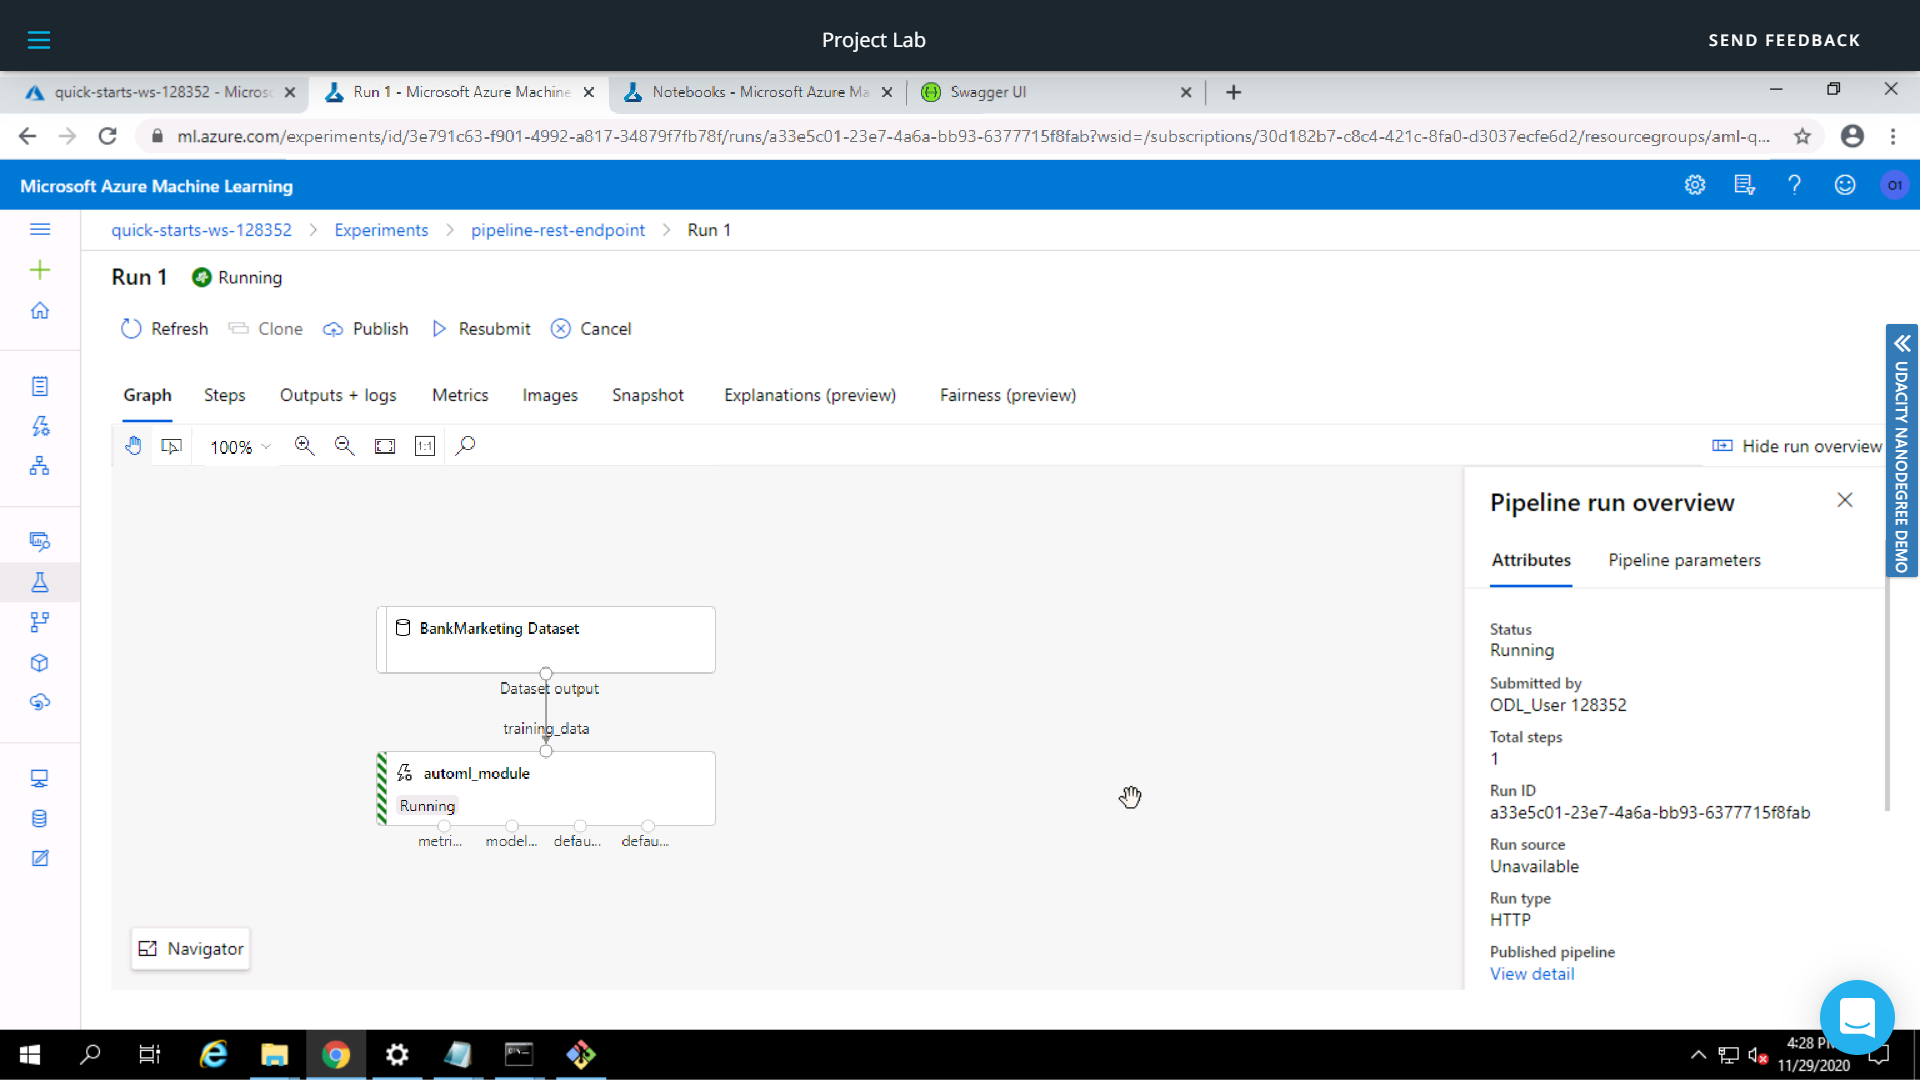 Project Lab
SEND FEEDBACK
quick-starts-ws-128352 - Micros
Run 1 - Microsoft Azure Machine
Notebooks - Microsoft Azure Ma
Swagger UI
ml.azure.com/experiments/id/3e791c63-f901-4992-a817-34879f7fb78f/runs/a33e5c01-23e7-4a6a-bb93-6377715f8fab?wsid=/subscriptions/30d182b7-c8c4-421c-8fa0-d3037ecfe6d2/resourcegroups/aml-q...
Microsoft Azure Machine Learning
O1
quick-starts-ws-128352 > Experiments > pipeline-rest-endpoint > Run 1
Run 1 Running
Refresh Clone Publish Resubmit Cancel
Graph Steps Outputs + logs Metrics Images Snapshot Explanations (preview) Fairness (preview)
100%
1:1
Hide run overview
UDACITY NANODEGREE DEMO
Pipeline run overview
Attributes Pipeline parameters
Status
Running
Submitted by
ODL_User 128352
Total steps
1
Run ID
a33e5c01-23e7-4a6a-bb93-6377715f8fab
Run source
Unavailable
Run type
HTTP
Published pipeline
View detail
BankMarketing Dataset
Dataset output
training_data
automl_module
Running
metri... model... defau... defau...
Navigator
4:28 P
11/29/2020